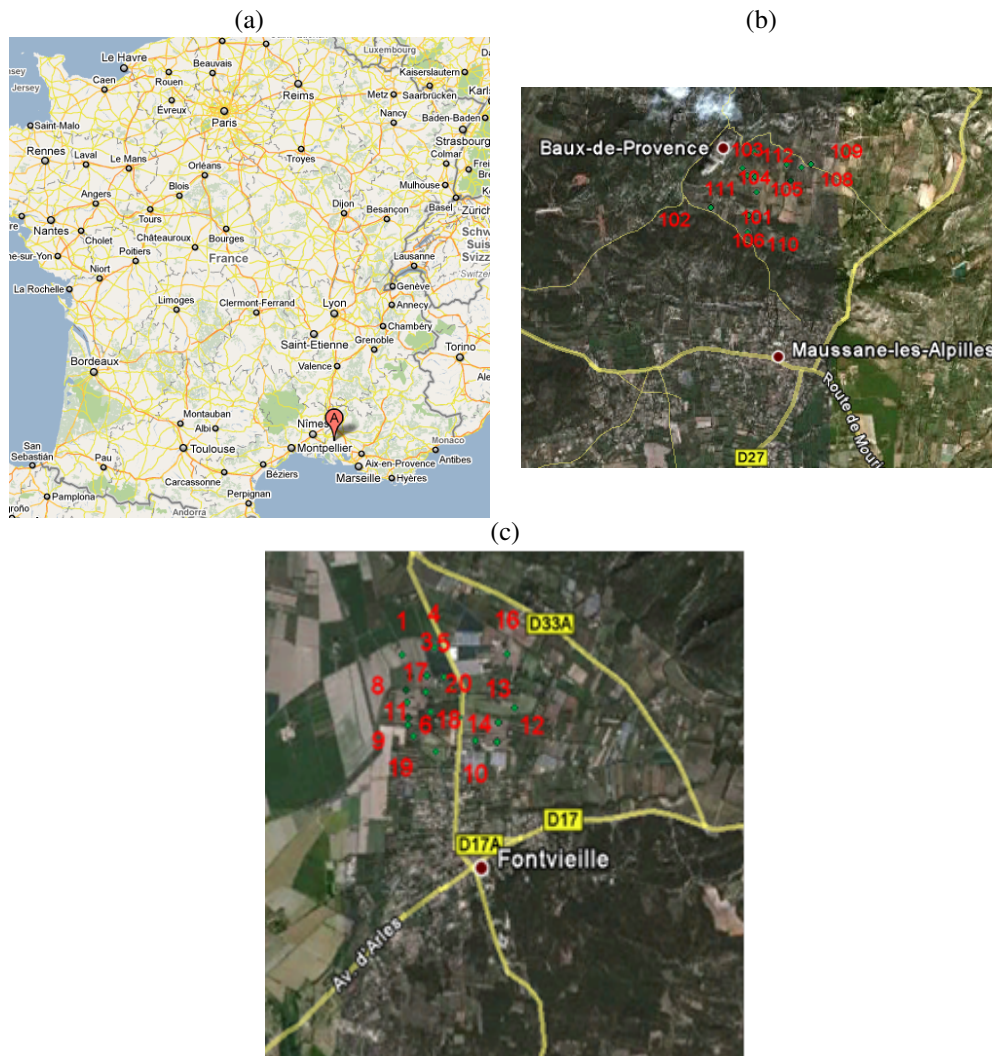 (a)
(b)
(c)
Luxembourg
Le Havre
Beauvais
Kaiserslautern
Jersey
Caen
Rouen
Reims
Metz
Saarbrücken
Évreux
Paris
Nancy
Baden-Baden
Saint-Malo
Strasbourg
Rennes
Laval
Le Mans
Troyes
Colmar
Orléans
Angers
Blois
Mulhouse
Tours
Dijon
Besançon
Basel
Zürich
Nantes
Cholet
Bourges
Châteauroux
Poitiers
France
Lausanne
Niort
Genève
La Rochelle
Limoges
Clermont-Ferrand
Lyon
Annecy
Chambéry
Saint-Etienne
Grenoble
Torino
Bordeaux
Valence
Montauban
Albi
A
Nîmes
Monaco
Toulouse
Montpellier
San Sebastián
Pau
Béziers
Aix-en-Provence
Antibes
Carcassonne
Marseille
Hyères
Pamplona
Perpignan
Andorra
Baux-de-Provence
103
112
109
104
105
108
111
102
101
106
110
Maussane-les-Alpilles
Route de Mouri
D27
1
4
16
D33A
3
5
17
20
13
8
11
6
18
14
12
9
19
10
D17
D17A
Fontvieille
Av. d'Arles